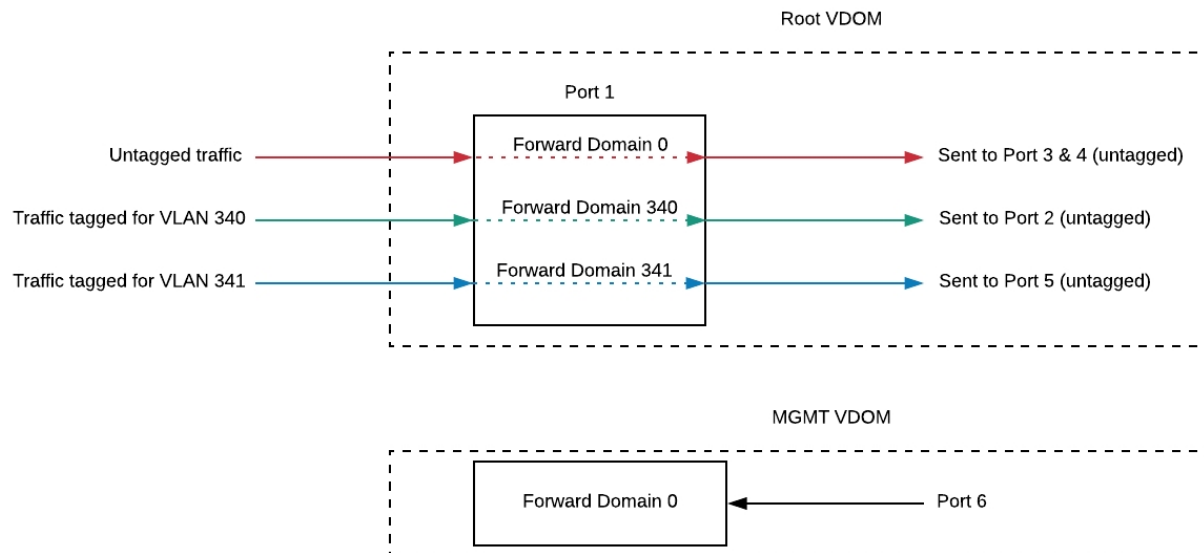 Root VDOM
Port 1
Untagged traffic
Forward Domain 0
Sent to Port 3 & 4 (untagged)
Traffic tagged for VLAN 340
Forward Domain 340
Sent to Port 2 (untagged)
Traffic tagged for VLAN 341
Forward Domain 341
Sent to Port 5 (untagged)
MGMT VDOM
Forward Domain 0
Port 6